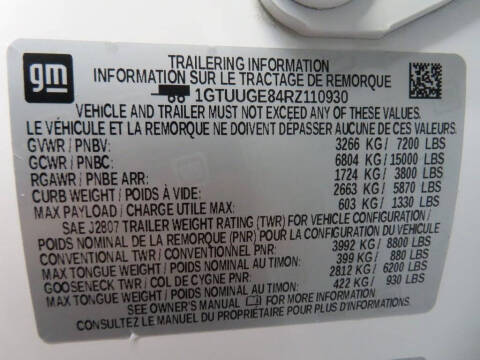 gm
TRAILERING INFORMATION
INFORMATION SUR LE TRACTAGE DE REMORQUE
1GTUUGE84RZ110930
VEHICLE AND TRAILER MUST NOT EXCEED ANY OF THESE VALUES
LE VÉHICULE ET LA REMORQUE NE DOIVENT DÉPASSER AUCUNE DE CES VALEURS
GVWR / PNBV: 3266 KG / 7200 LBS
GCWR / PNBC: 6804 KG / 15000 LBS
RGAWR / PNBE ARR: 1724 KG / 3800 LBS
CURB WEIGHT / POIDS À VIDE: 2663 KG / 5870 LBS
MAX PAYLOAD / CHARGE UTILE MAX: 603 KG / 1330 LBS
SAE J2807 TRAILER WEIGHT RATING (TWR) FOR VEHICLE CONFIGURATION /
POIDS NOMINAL DE LA REMORQUE (PNR) POUR LA CONFIGURATION DU VÉHICULE
CONVENTIONAL TWR / CONVENTIONNEL PNR: 3992 KG / 8800 LBS
MAX TONGUE WEIGHT / POIDS MAXIMAL AU TIMON: 399 KG / 880 LBS
GOOSENECK TWR / COL DE CYGNE PNR: 2812 KG / 6200 LBS
MAX TONGUE WEIGHT / POIDS MAXIMAL AU TIMON: 422 KG / 930 LBS
SEE OWNER'S MANUAL FOR MORE INFORMATION
CONSULTEZ LE MANUEL DU PROPRIÉTAIRE POUR PLUS D'INFORMATIONS